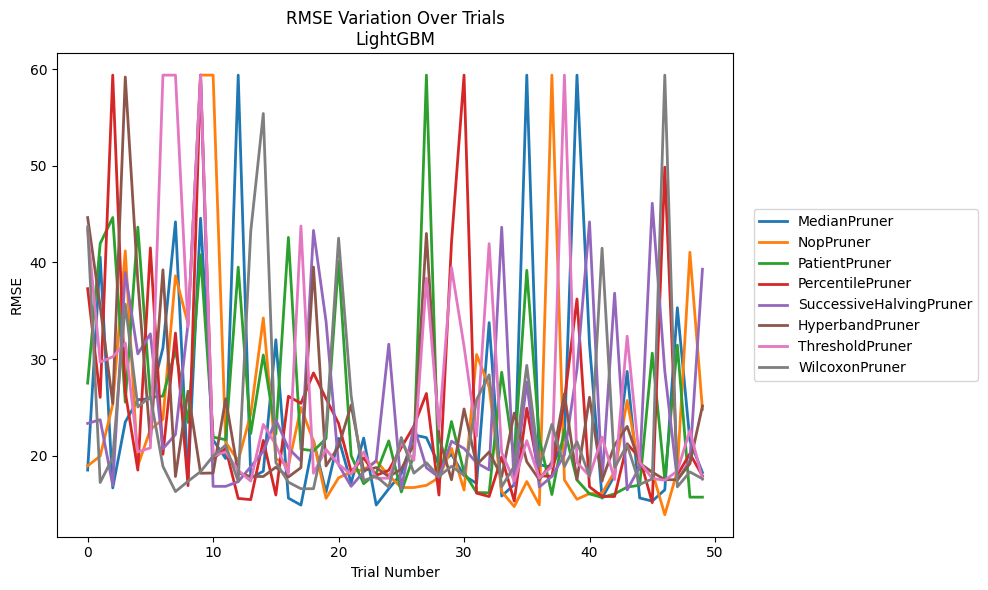 RMSE Variation Over Trials
LightGBM
60
50
40
30
20
RMSE
0
10
20
30
40
50
Trial Number
MedianPruner
NopPruner
PatientPruner
PercentilePruner
SuccessiveHalvingPruner
HyperbandPruner
ThresholdPruner
WilcoxonPruner